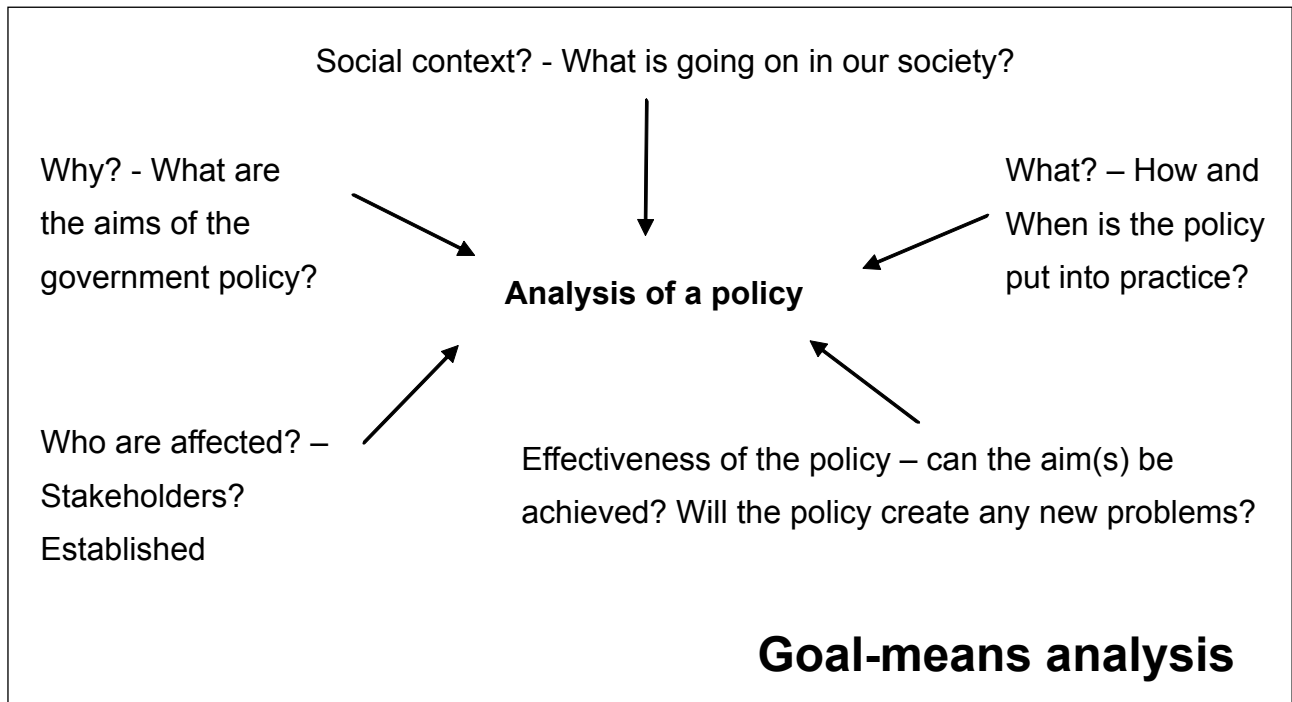 Social context? - What is going on in our society?
Why? - What are
the aims of the
government policy?
What? – How and
When is the policy
put into practice?
Analysis of a policy
Who are affected? –
Stakeholders?
Established
Effectiveness of the policy – can the aim(s) be
achieved? Will the policy create any new problems?
Goal-means analysis